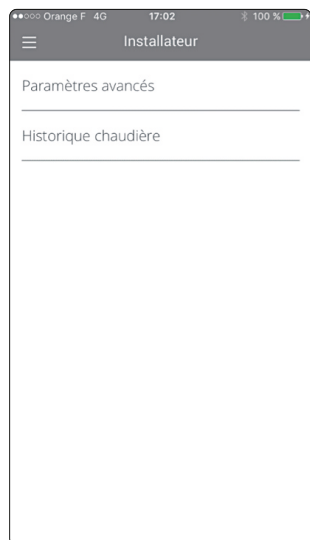 Orange F 4G 17:02 100 %
Installateur
Paramètres avancés
Historique chaudière